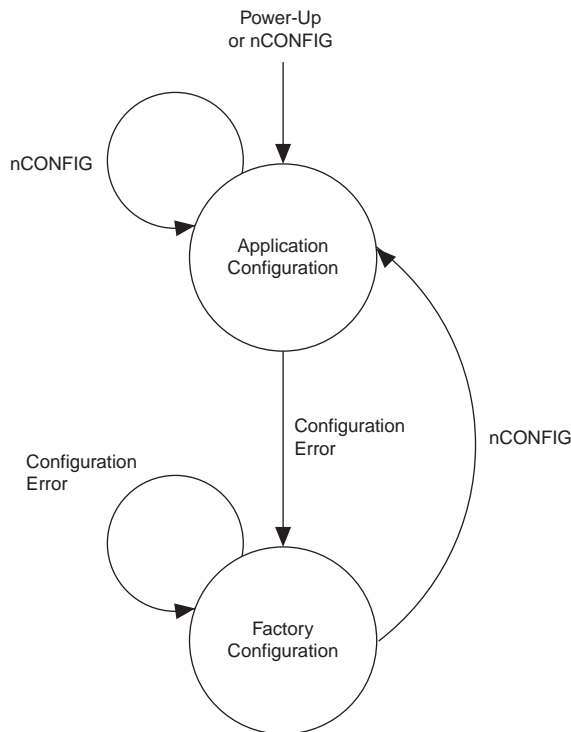 Power-Up
or nCONFIG
nCONFIG
Application
Configuration
Configuration
Error
nCONFIG
Configuration
Error
Factory
Configuration